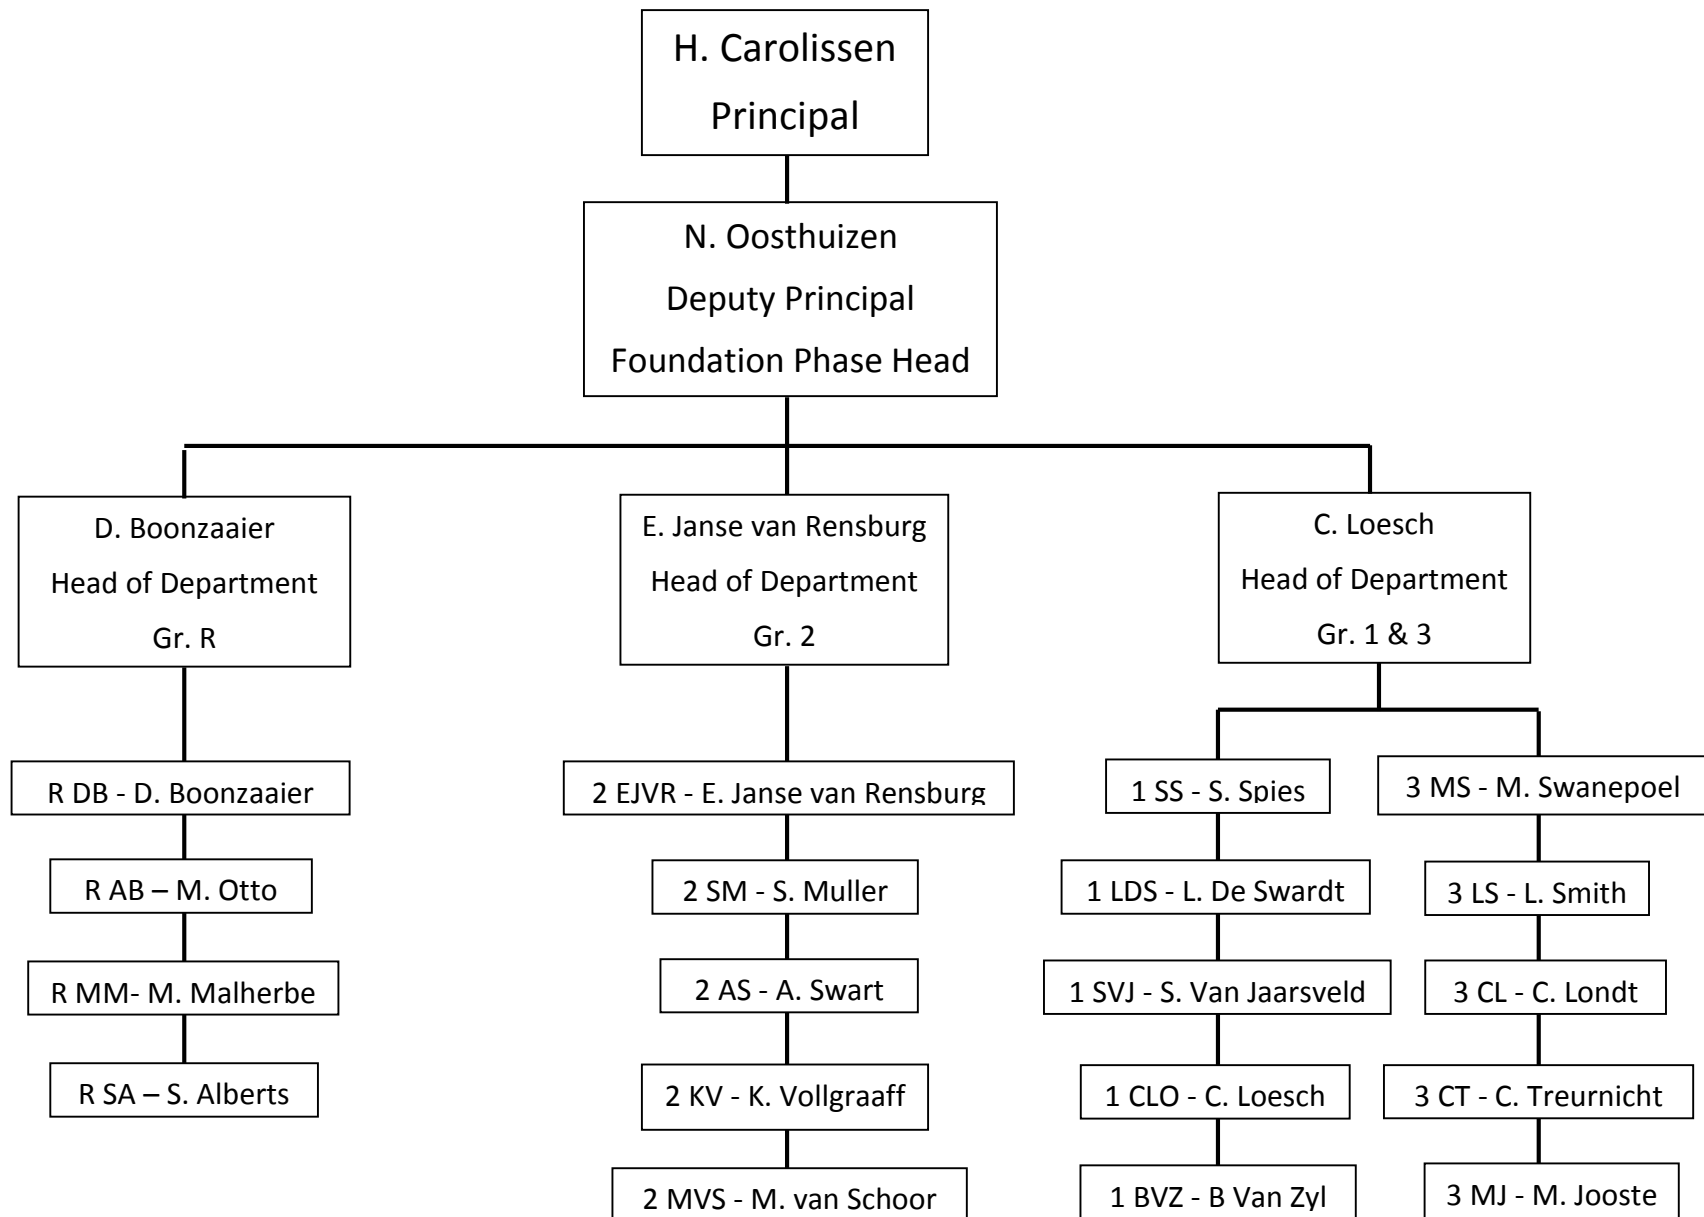 H. Carolissen
Principal
N. Oosthuizen
Deputy Principal
Foundation Phase Head
D. Boonzaaier
Head of Department
Gr. R
E. Janse van Rensburg
Head of Department
Gr. 2
C. Loesch
Head of Department
Gr. 1 & 3
R DB - D. Boonzaaier
R AB – M. Otto
R MM- M. Malherbe
R SA – S. Alberts
2 EJVR - E. Janse van Rensburg
2 SM - S. Muller
2 AS - A. Swart
2 KV - K. Vollgraaff
2 MVS - M. van Schoor
1 SS - S. Spies
1 LDS - L. De Swardt
1 SVJ - S. Van Jaarsveld
1 CLO - C. Loesch
1 BVZ - B Van Zyl
3 MS - M. Swanepoel
3 LS - L. Smith
3 CL - C. Londt
3 CT - C. Treurnicht
3 MJ - M. Jooste